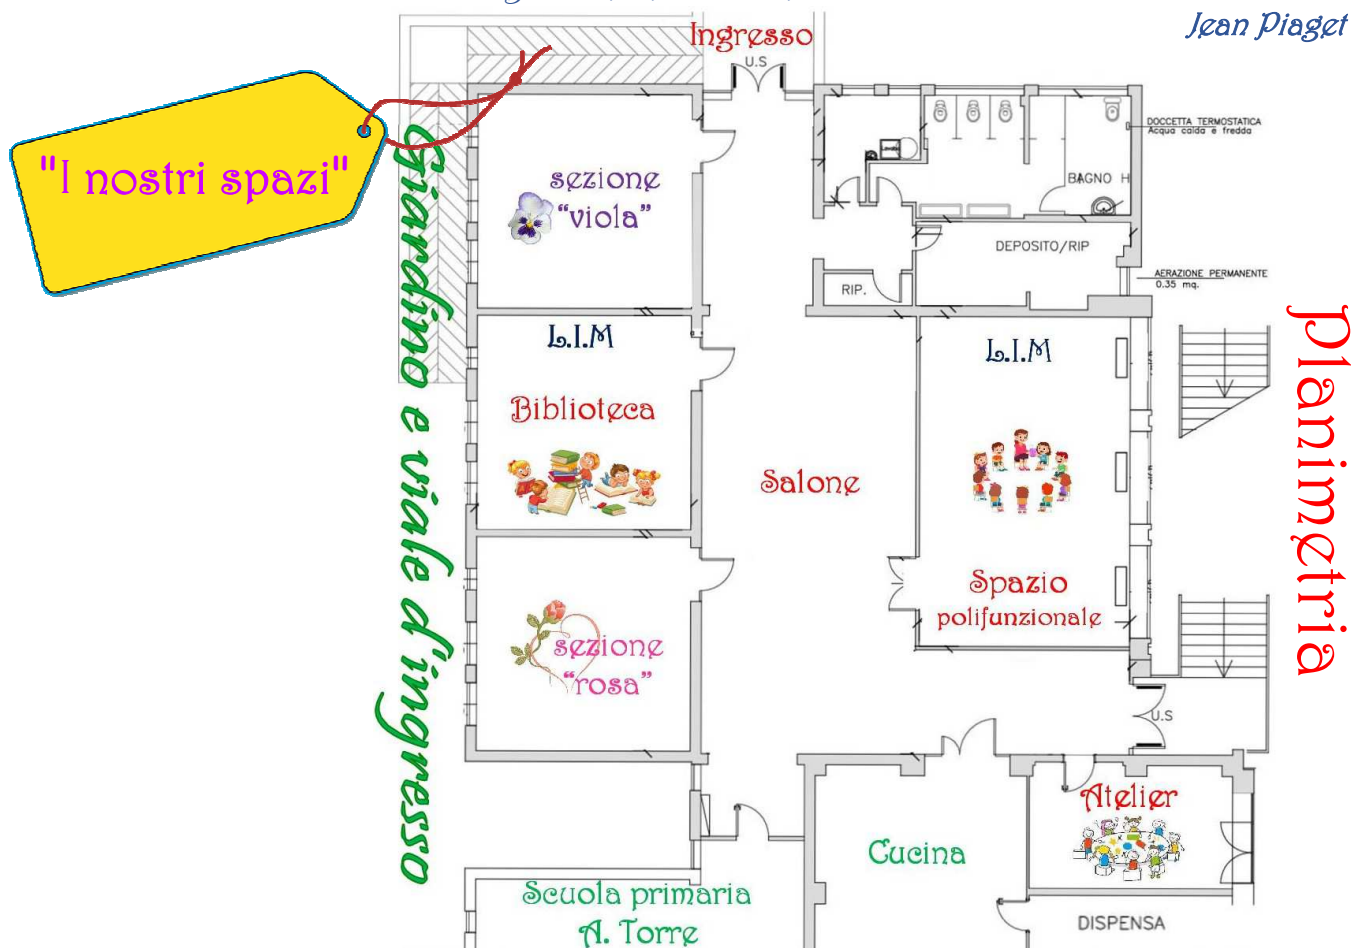 Jean Piaget
Ingresso
U.S
"I nostri spazi"
DOCCETTA TERMOSTATICA
Acqua calda e fredda
sezione
"viola"
BAGNO H
DEPOSITO/RIP
AERAZIONE PERMANENTE
0.35 mq.
RIP.
Giardino e viale d'ingresso
L.I.M
L.I.M
Biblioteca
Planimetria
Salone
Spazio
polifunzionale
sezione
"rosa"
U.S
Atelier
Cucina
Scuola primaria
A. Torre
DISPENSA